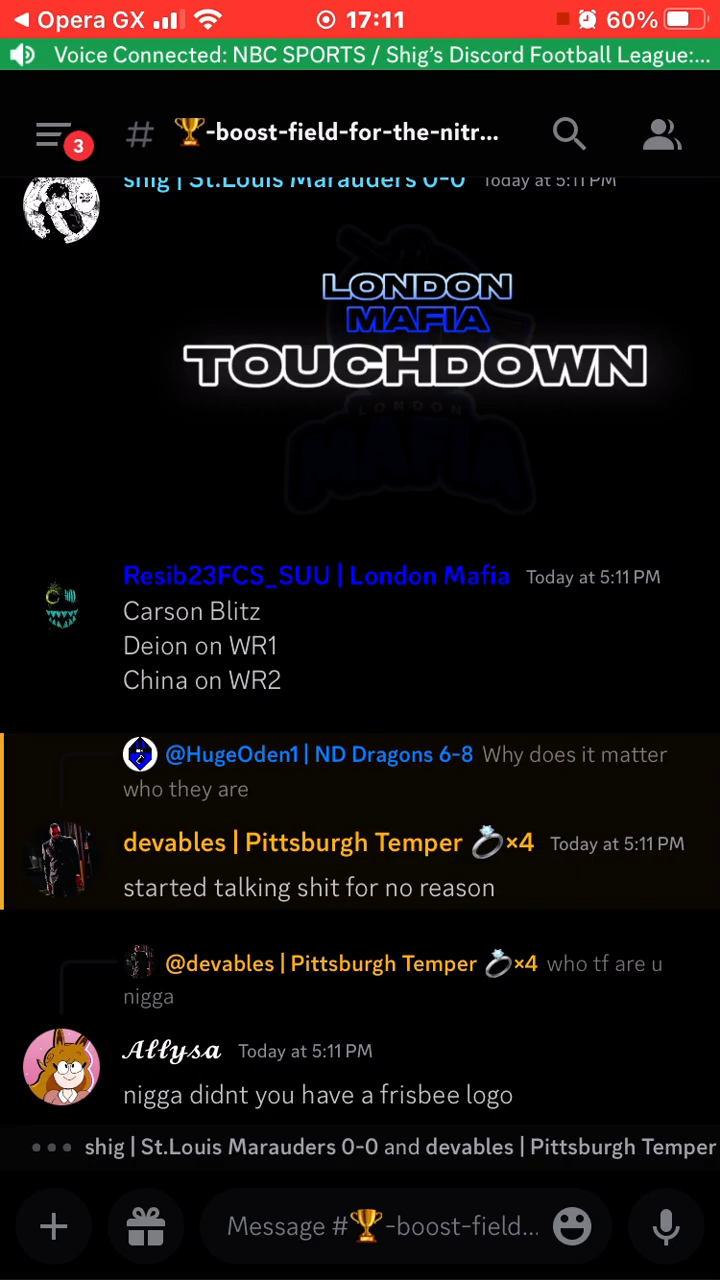 Opera GX 17:11 60%
Voice Connected: NBC SPORTS / Shig's Discord Football League:...
3 # 🏆-boost-field-for-the-nitr...
shig | St.Louis Marauders 0-0 Today at 5:11 PM
LONDON
MAFIA
TOUCHDOWN
LONDON
MAFIA
Resib23FCS_SUU | London Mafia Today at 5:11 PM
Carson Blitz
Deion on WR1
China on WR2
@HugeOden1 | ND Dragons 6-8 Why does it matter
who they are
devables | Pittsburgh Temper 💍×4 Today at 5:11 PM
started talking shit for no reason
@devables | Pittsburgh Temper 💍×4 who tf are u
nigga
𝓐𝓵𝓵𝔂𝓼𝓪 Today at 5:11 PM
nigga didnt you have a frisbee logo
shig | St.Louis Marauders 0-0 and devables | Pittsburgh Temper
Message #🏆-boost-field...